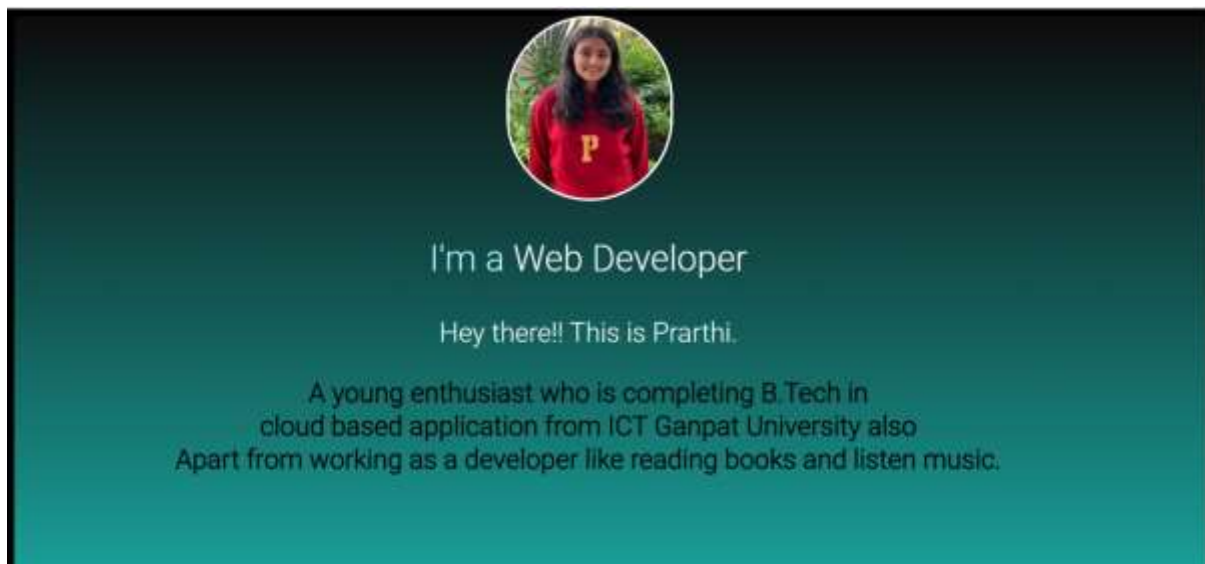 P
I'm a Web Developer
Hey there!! This is Prarthi.
A young enthusiast who is completing B.Tech in
cloud based application from ICT Ganpat University also
Apart from working as a developer like reading books and listen music.